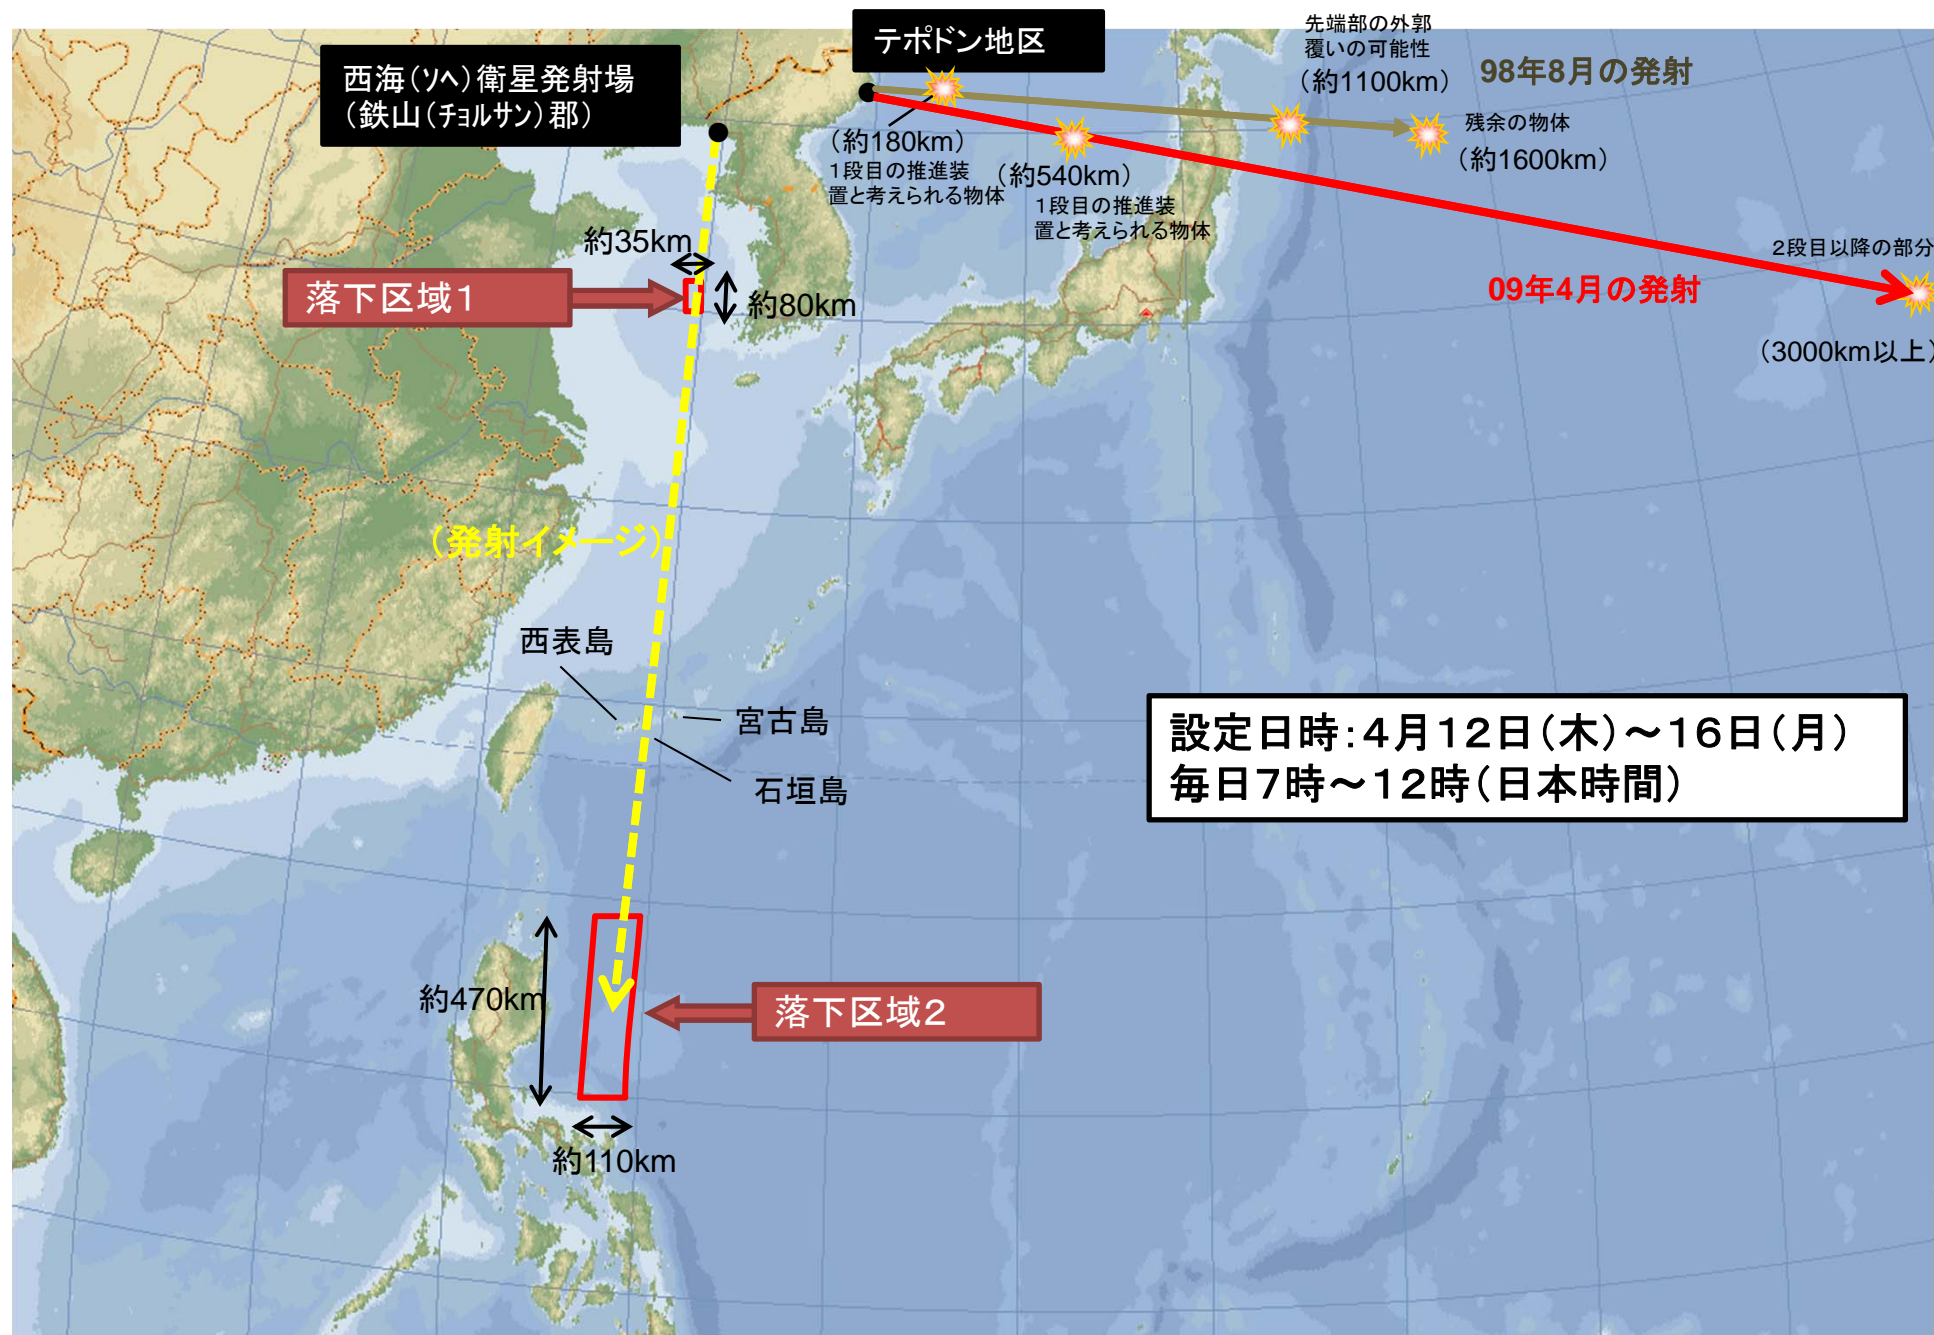 テポドン地区
先端部の外郭
覆いの可能性
（約1100km）
98年8月の発射
西海（ソヘ）衛星発射場
（鉄山（チョルサン）郡）
残余の物体
（約1600km）
（約180km）
1段目の推進装
置と考えられる物体
（約540km）
1段目の推進装
置と考えられる物体
2段目以降の部分
（3000km以上）
09年4月の発射
約35km
落下区域１
約80km
（発射イメージ）
西表島
宮古島
石垣島
設定日時：４月１２日（木）～１６日（月）
毎日７時～１２時（日本時間）
約470km
落下区域２
約110km